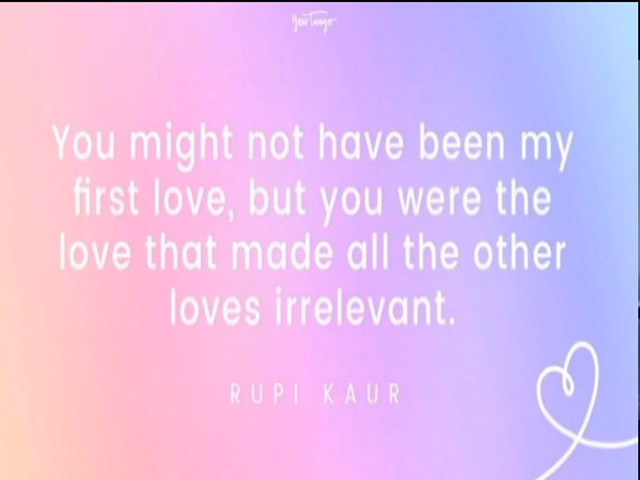 YourTango
You might not have been my
first love, but you were the
love that made all the other
loves irrelevant.
RUPI KAUR